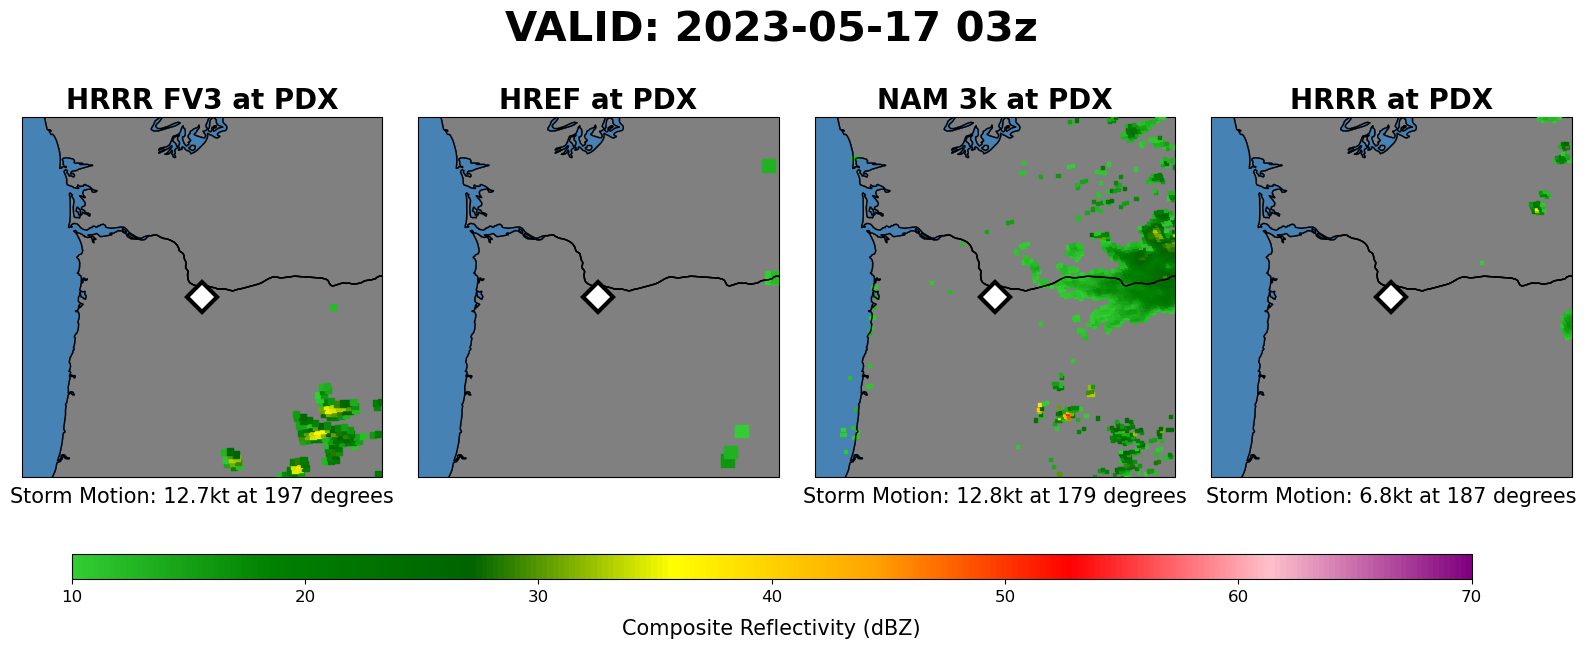 VALID: 2023-05-17 03z
HRRR FV3 at PDX
HREF at PDX
NAM 3k at PDX
HRRR at PDX
Storm Motion: 12.7kt at 197 degrees
Storm Motion: 12.8kt at 179 degrees
Storm Motion: 6.8kt at 187 degrees
10 20 30 40 50 60 70
Composite Reflectivity (dBZ)